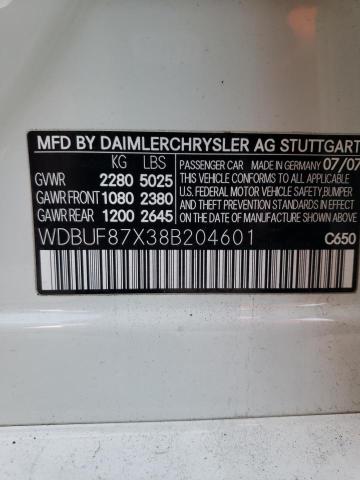 MFD BY DAIMLERCHRYSLER AG STUTTGART
KG LBS PASSENGER CAR MADE IN GERMANY 07/07
GVWR 2280 5025 THIS VEHICLE CONFORMS TO ALL APPLICABLE
GAWR FRONT 1080 2380 U.S. FEDERAL MOTOR VEHICLE SAFETY, BUMPER
GAWR REAR 1200 2645 AND THEFT PREVENTION STANDARDS IN EFFECT
ON THE DATE OF MANUFACTURE SHOWN ABOVE
WDBUF87X38B204601 C650